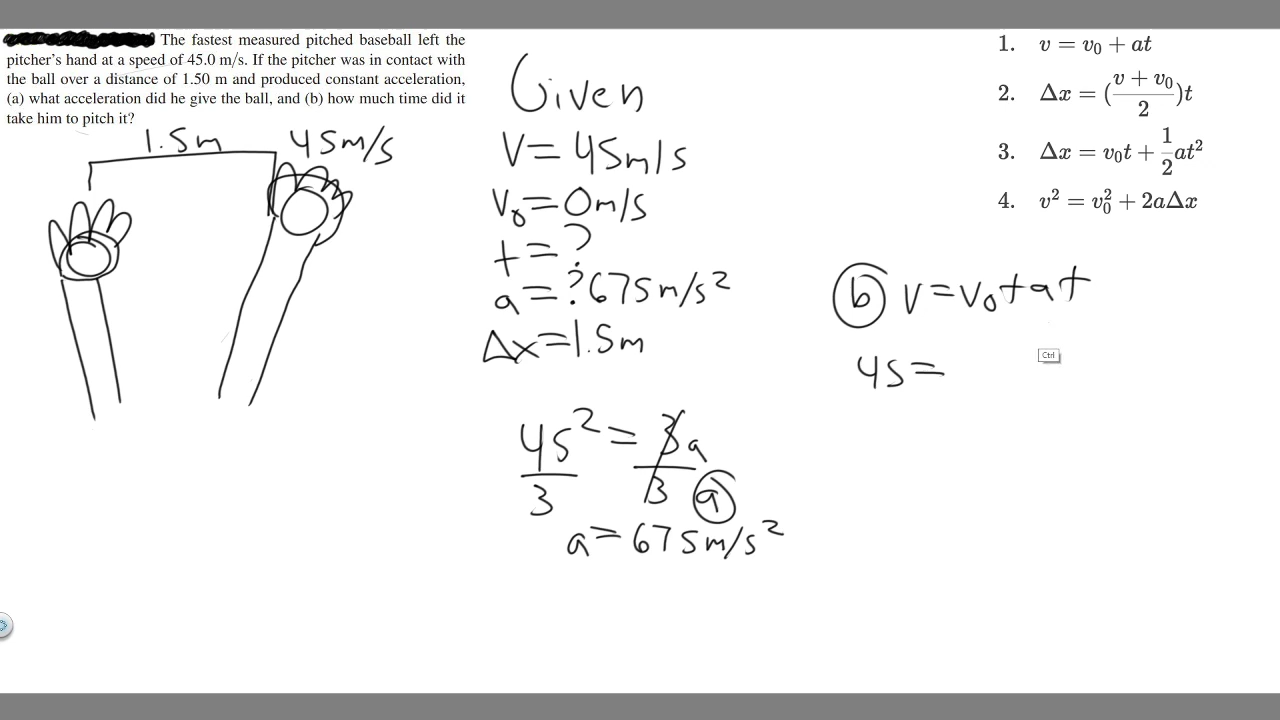 The fastest measured pitched baseball left the
pitcher's hand at a speed of 45.0 m/s. If the pitcher was in contact with
the ball over a distance of 1.50 m and produced constant acceleration,
(a) what acceleration did he give the ball, and (b) how much time did it
take him to pitch it?
1.5m 45m/s
Given
V=45m/s
V₀=0m/s
t=?
a=?675m/s²
Δx=1.5m
45²=3a
3 3
a
a=675m/s²
1. v = v₀ + at
2. Δx = (v + v₀/2)t
3. Δx = v₀t + 1/2at²
4. v² = v₀² + 2aΔx
b v=v₀+at
45=
Ctrl